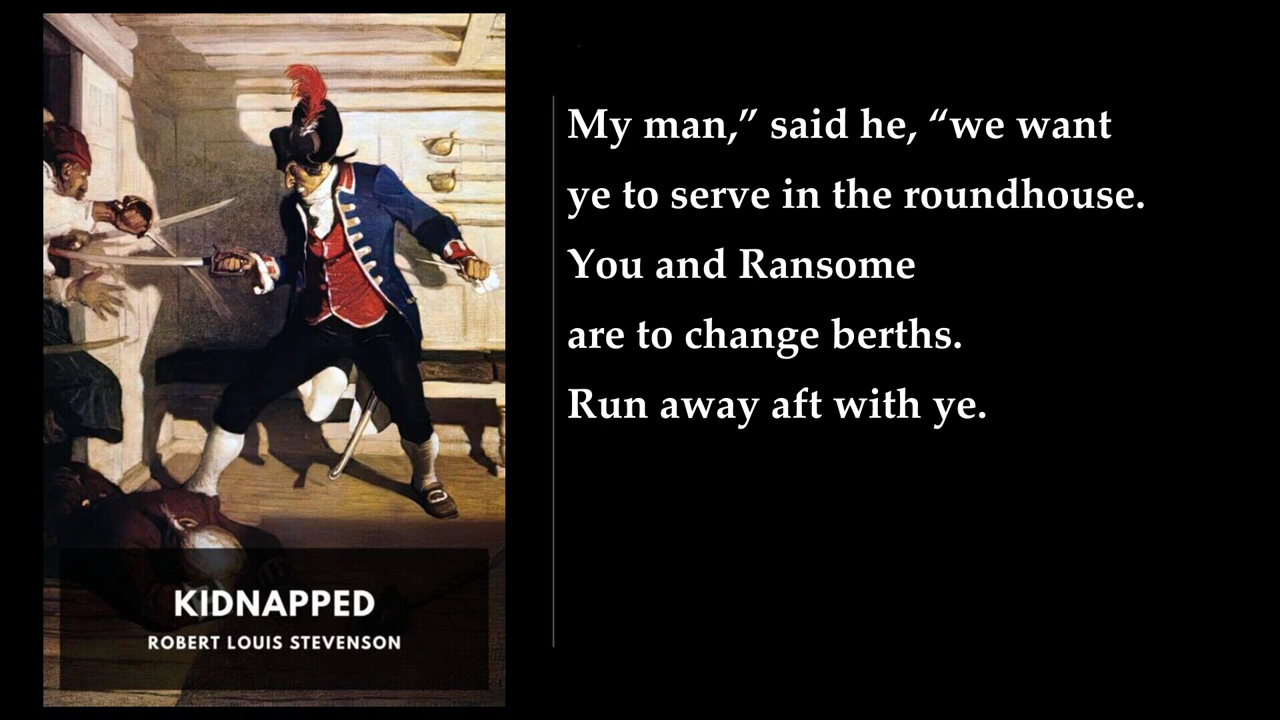 My man,” said he, “we want
ye to serve in the roundhouse.
You and Ransome
are to change berths.
Run away aft with ye.
KIDNAPPED
ROBERT LOUIS STEVENSON